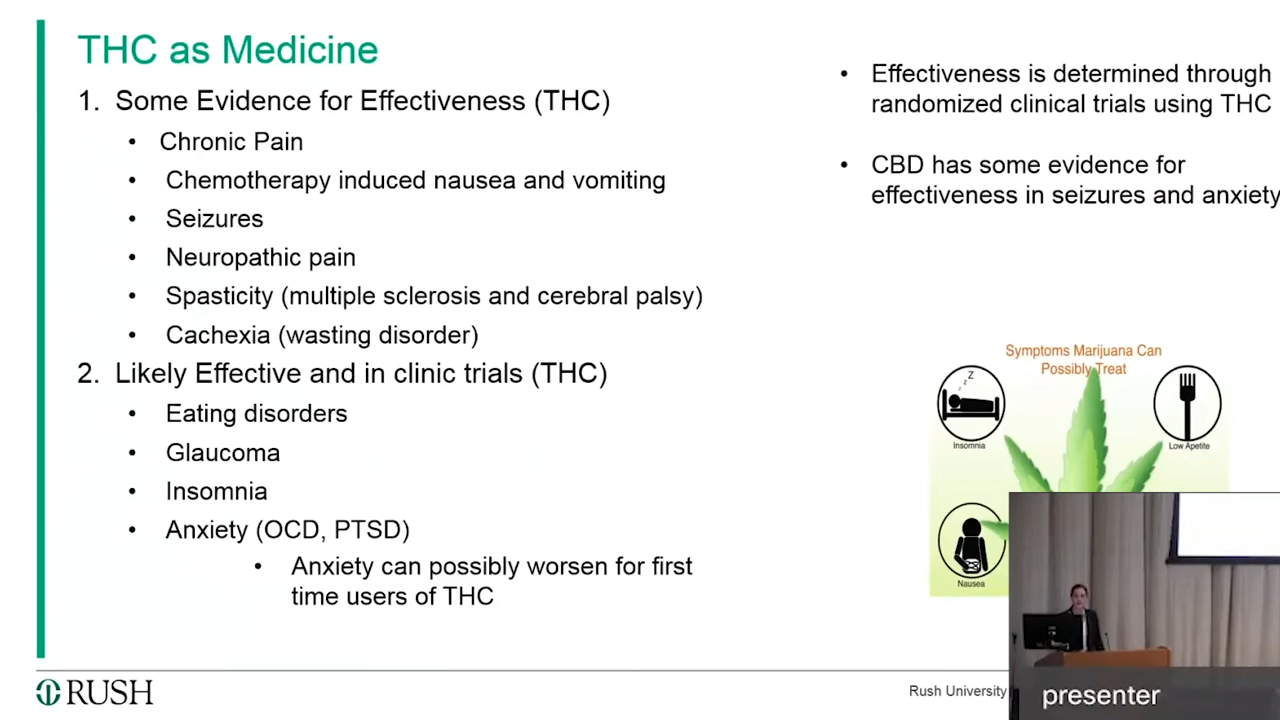 THC as Medicine
1. Some Evidence for Effectiveness (THC)
• Chronic Pain
• Chemotherapy induced nausea and vomiting
• Seizures
• Neuropathic pain
• Spasticity (multiple sclerosis and cerebral palsy)
• Cachexia (wasting disorder)
2. Likely Effective and in clinic trials (THC)
• Eating disorders
• Glaucoma
• Insomnia
• Anxiety (OCD, PTSD)
• Anxiety can possibly worsen for first
time users of THC
• Effectiveness is determined through
randomized clinical trials using THC
• CBD has some evidence for
effectiveness in seizures and anxiety
Symptoms Marijuana Can
Possibly Treat
z z Z
Insomnia
Low Apetite
Nausea
RUSH
Rush University
presenter